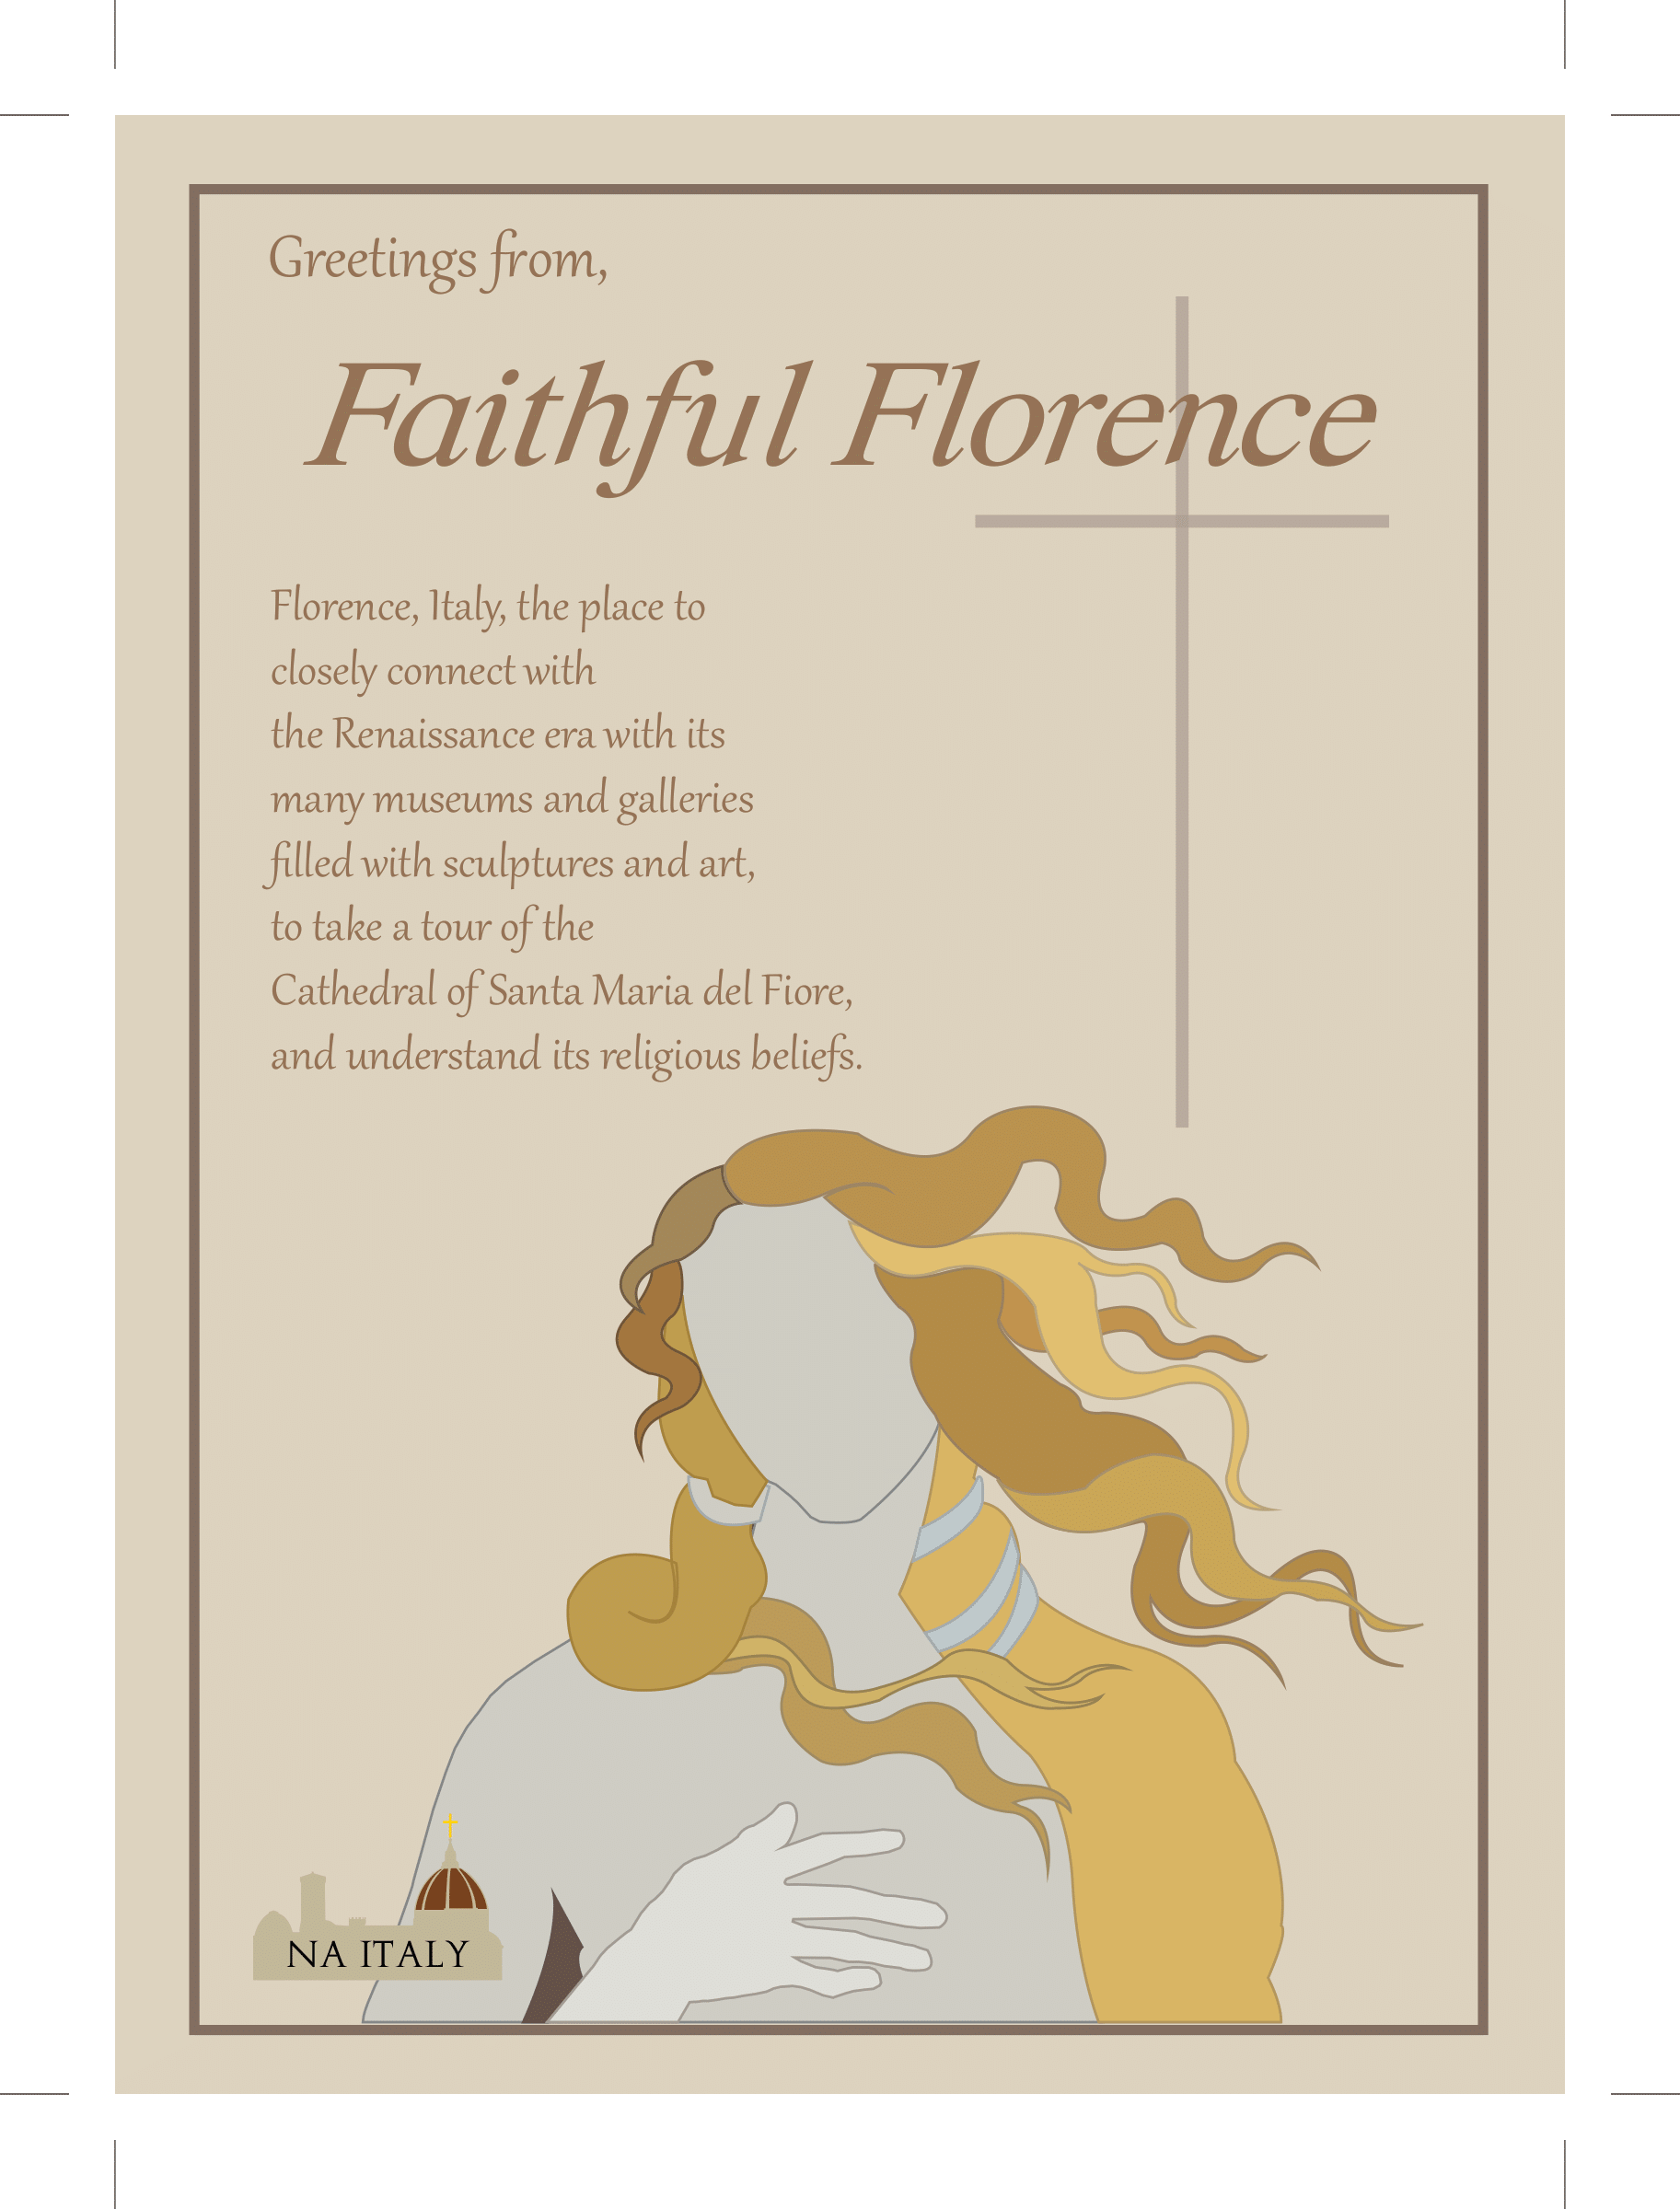 Greetings from,
Faithful Florence
Florence, Italy, the place to
closely connect with
the Renaissance era with its
many museums and galleries
filled with sculptures and art,
to take a tour of the
Cathedral of Santa Maria del Fiore,
and understand its religious beliefs.
NA ITALY